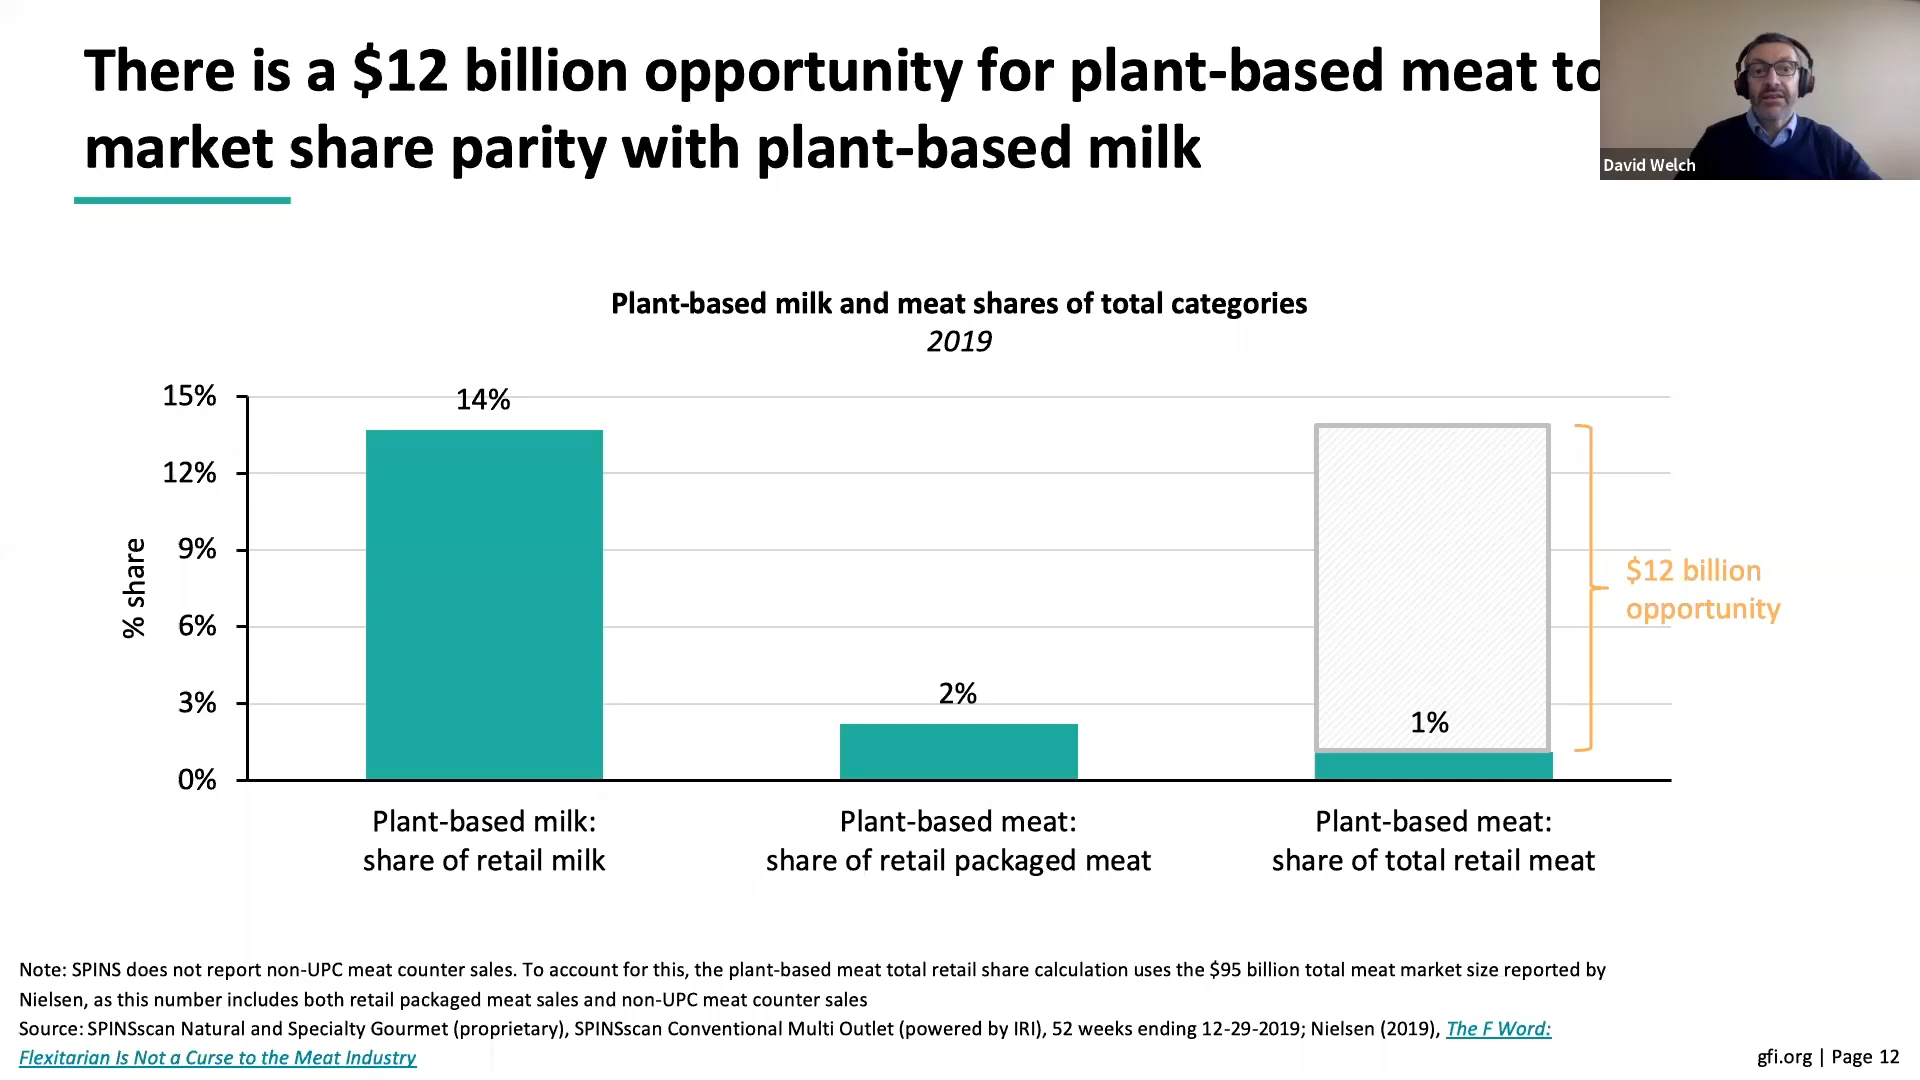 There is a $12 billion opportunity for plant-based meat to
market share parity with plant-based milk
David Welch
Plant-based milk and meat shares of total categories
2019
15%
12%
9%
6%
3%
0%
% share
14%
2%
1%
$12 billion
opportunity
Plant-based milk:
share of retail milk
Plant-based meat:
share of retail packaged meat
Plant-based meat:
share of total retail meat
Note: SPINS does not report non-UPC meat counter sales. To account for this, the plant-based meat total retail share calculation uses the $95 billion total meat market size reported by
Nielsen, as this number includes both retail packaged meat sales and non-UPC meat counter sales
Source: SPINSscan Natural and Specialty Gourmet (proprietary), SPINSscan Conventional Multi Outlet (powered by IRI), 52 weeks ending 12-29-2019; Nielsen (2019), The F Word:
Flexitarian Is Not a Curse to the Meat Industry
gfi.org | Page 12